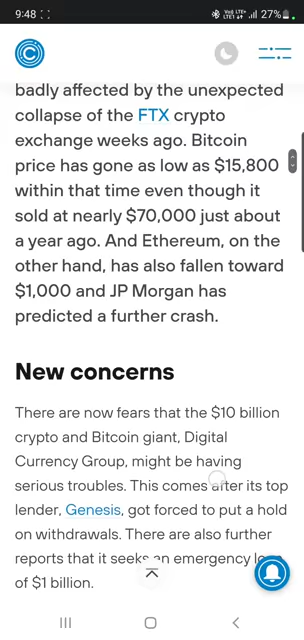 9:48
Vo) LTE+
LTE1
27%
badly affected by the unexpected
collapse of the FTX crypto
exchange weeks ago. Bitcoin
price has gone as low as $15,800
within that time even though it
sold at nearly $70,000 just about
a year ago. And Ethereum, on the
other hand, has also fallen toward
$1,000 and JP Morgan has
predicted a further crash.
New concerns
There are now fears that the $10 billion
crypto and Bitcoin giant, Digital
Currency Group, might be having
serious troubles. This comes after its top
lender, Genesis, got forced to put a hold
on withdrawals. There are also further
reports that it seeks an emergency
of $1 billion.